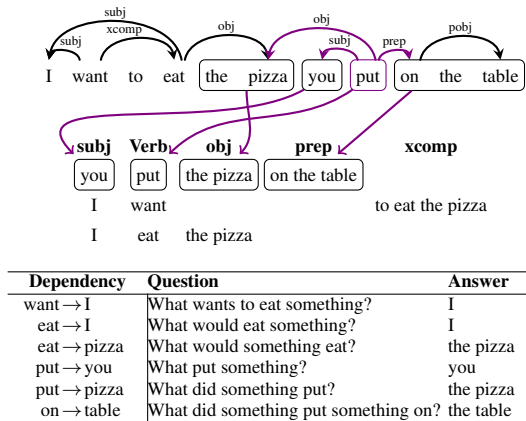 subj
xcomp
subj
obj
obj
subj
prep
pobj
I want to eat the pizza you put on the table
subj Verb obj prep xcomp
you put the pizza on the table
I want to eat the pizza
I eat the pizza
Dependency Question Answer
want→I What wants to eat something? I
eat→I What would eat something? I
eat→pizza What would something eat? the pizza
put→you What put something? you
put→pizza What did something put? the pizza
on→table What did something put something on? the table